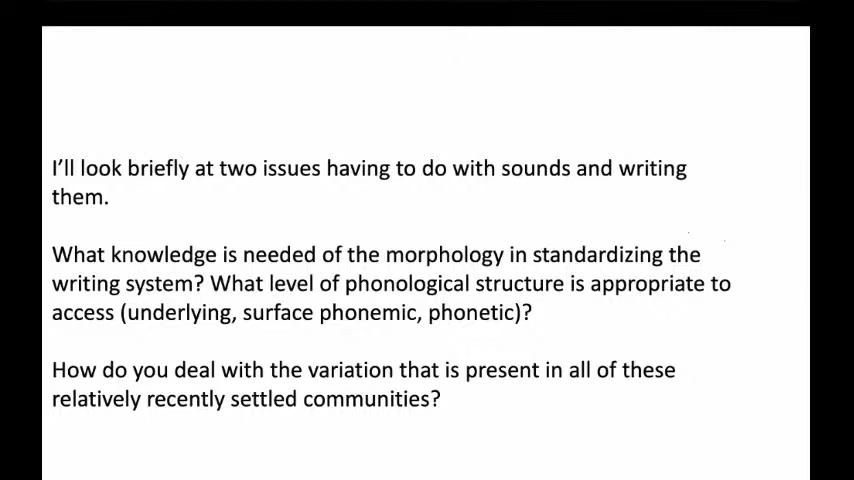 I'll look briefly at two issues having to do with sounds and writing
them.
What knowledge is needed of the morphology in standardizing the
writing system? What level of phonological structure is appropriate to
access (underlying, surface phonemic, phonetic)?
How do you deal with the variation that is present in all of these
relatively recently settled communities?